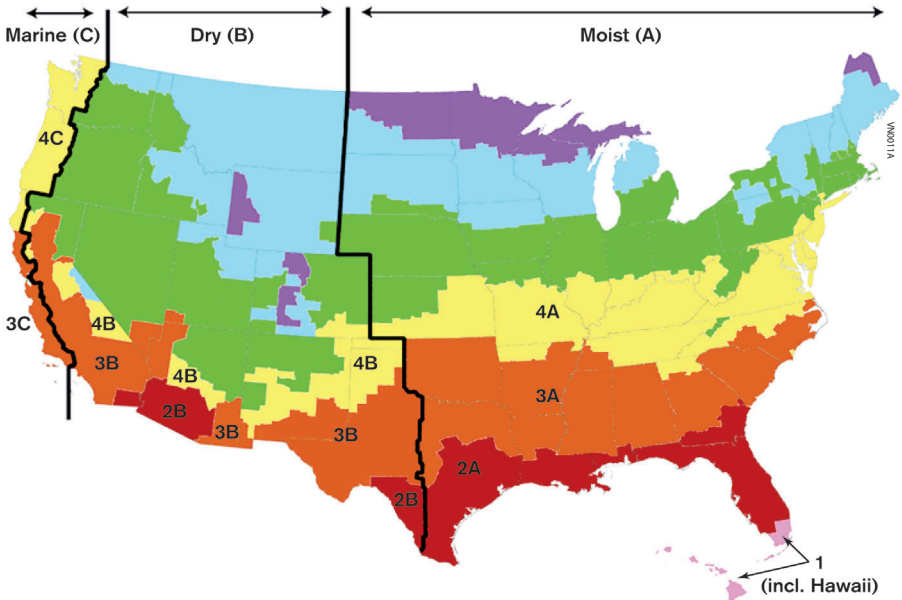 Marine (C)
Dry (B)
Moist (A)
VN0011A
4C
3C
4B
3B
4B
2B
3B
4B
3B
2B
4A
3A
2A
1
(incl. Hawaii)